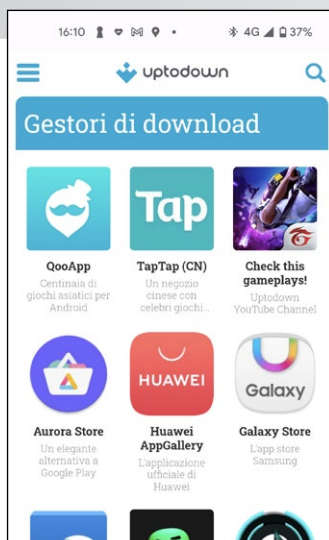 16:10 4G 37%
uptodown
Gestori di download
Tap
QooApp
Centinaia di
giochi asiatici per
Android
TapTap (CN)
Un negozio
cinese con
celebri giochi...
Check this
gameplays!
Uptodown
YouTube Channel
HUAWEI
Galaxy
Aurora Store
Un elegante
alternativa a
Google Play
Huawei
AppGallery
L'applicazione
ufficiale di
Huawei
Galaxy Store
L'app store
Samsung